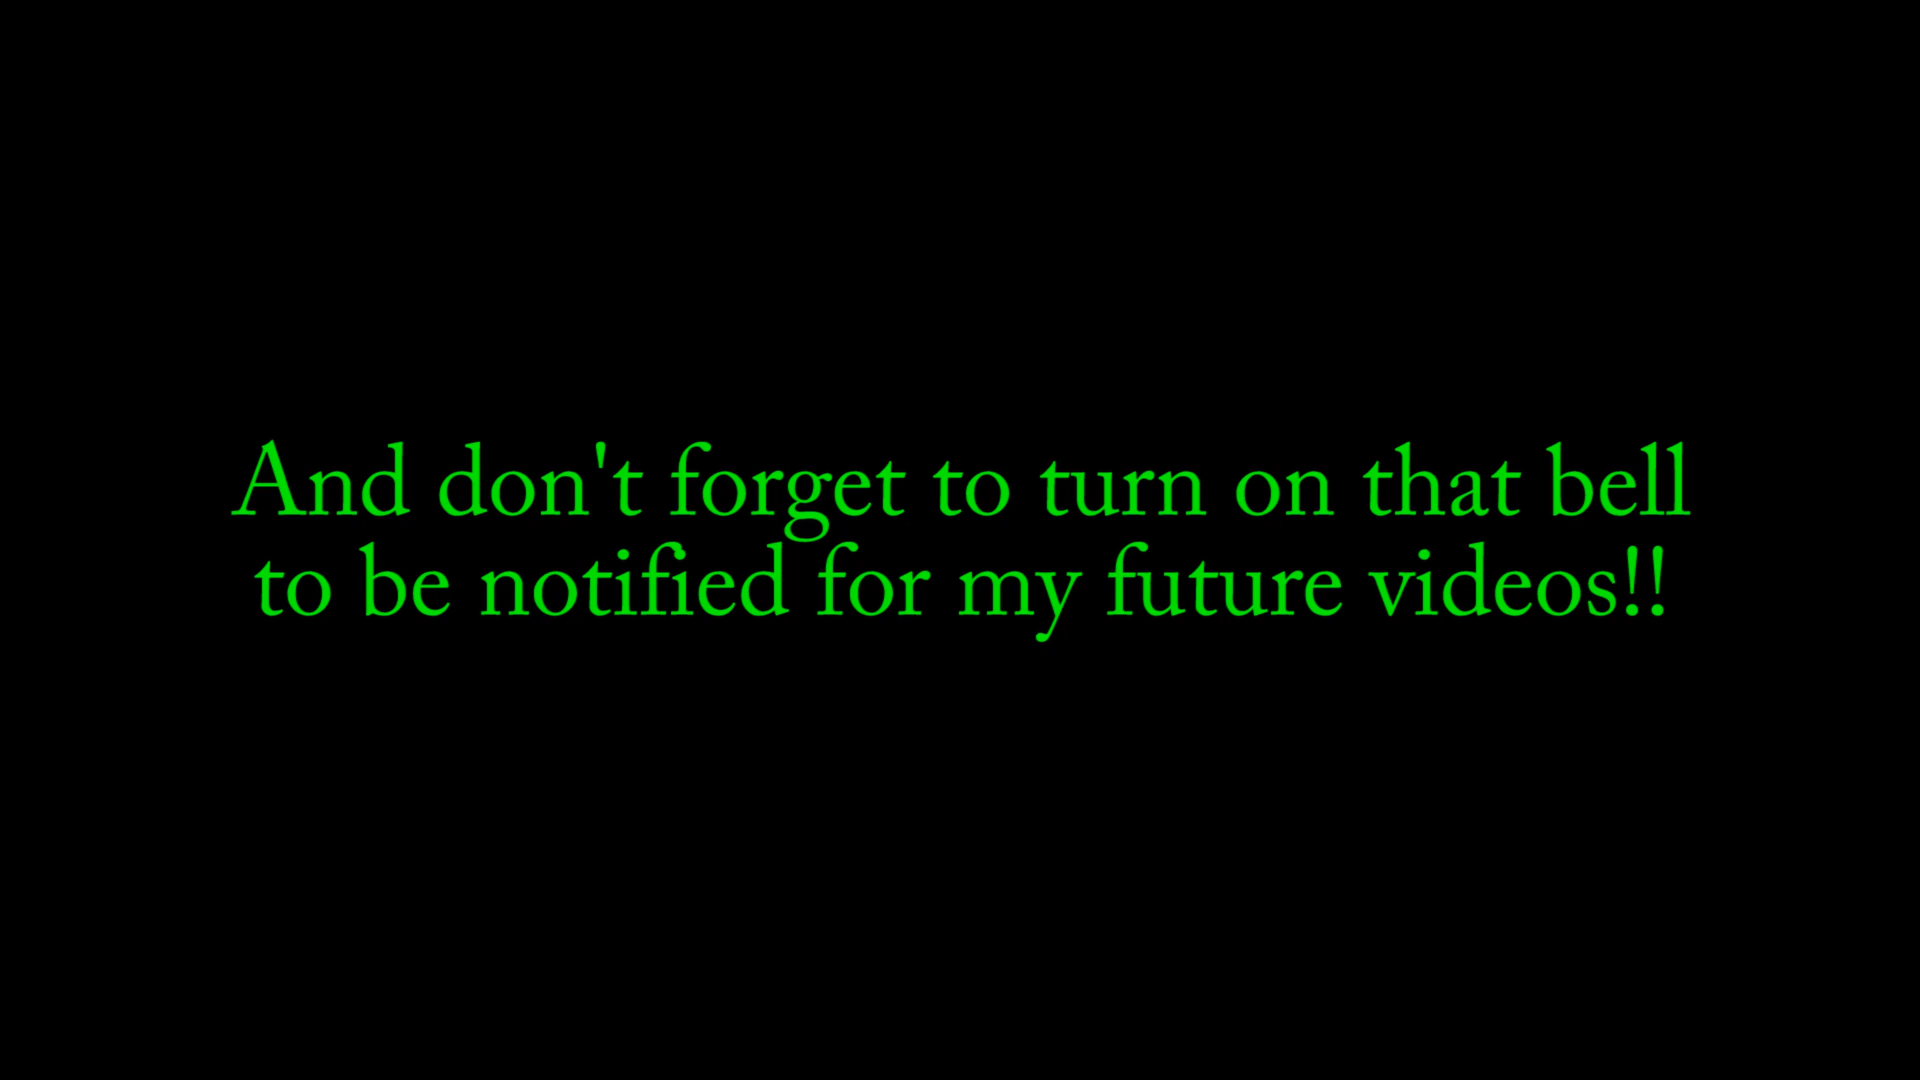 And don't forget to turn on that bell
to be notified for my future videos!!